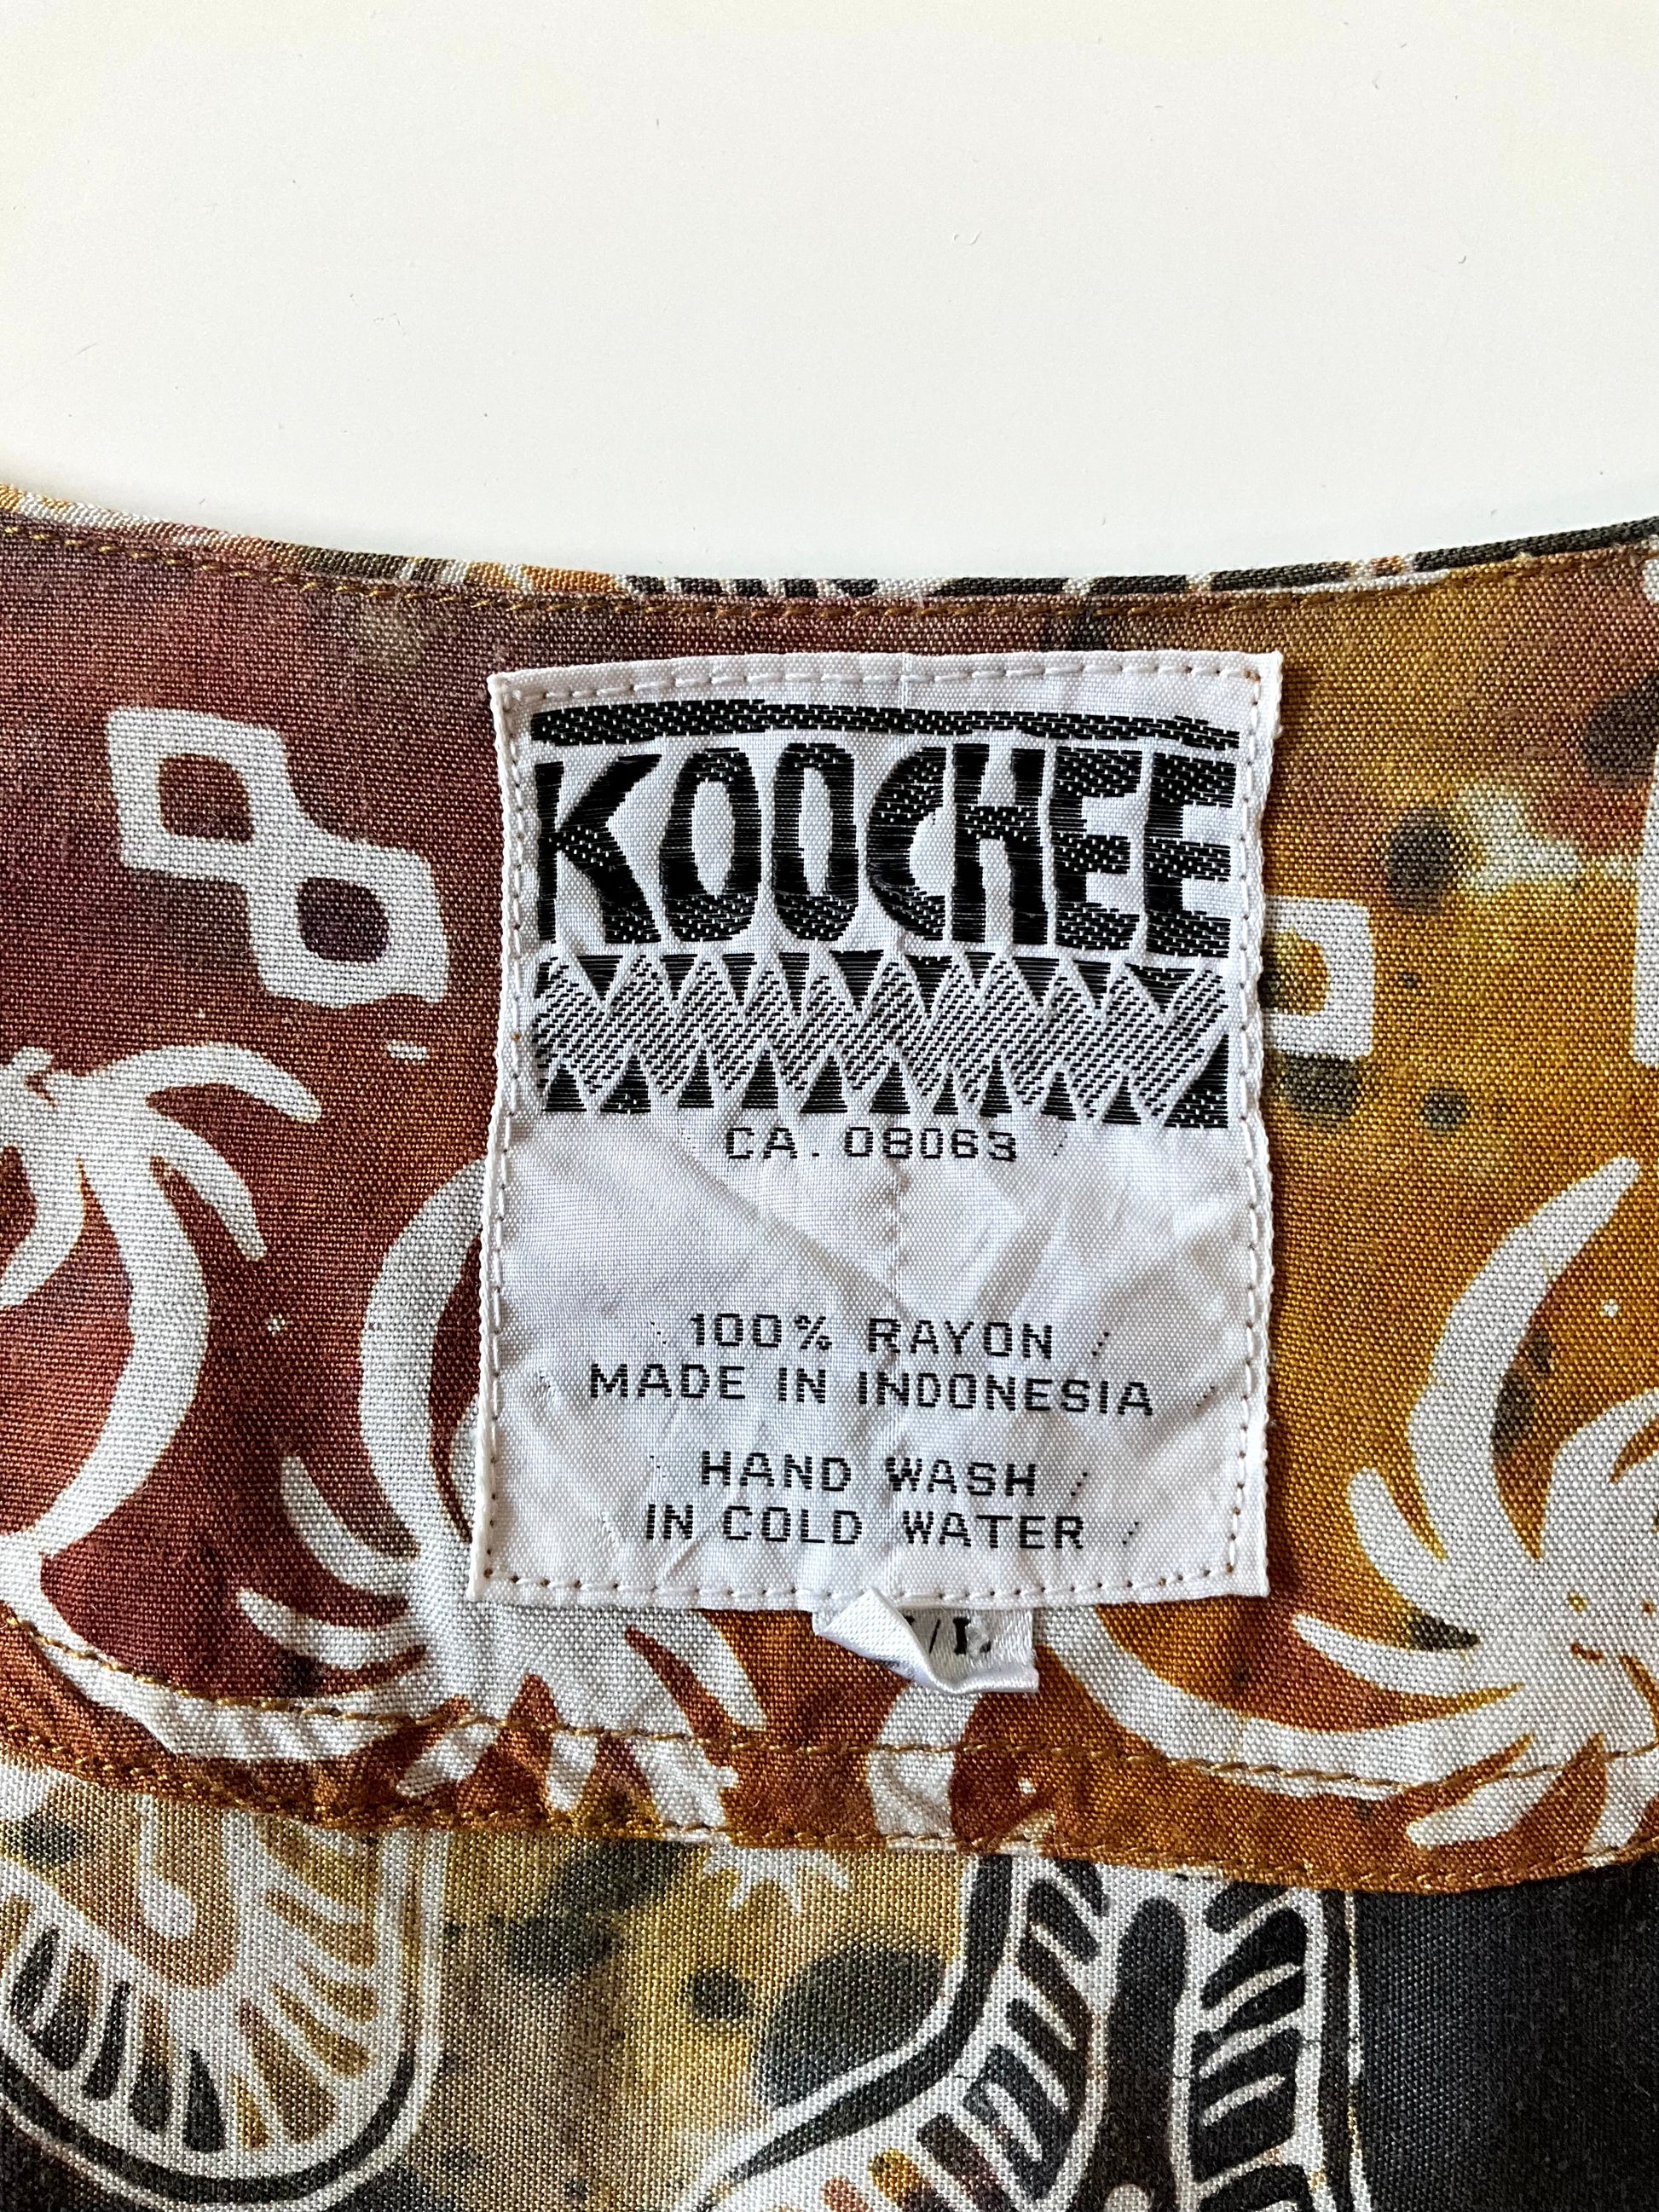 KOOCHEE
CA. 08063
100% RAYON
MADE IN INDONESIA
HAND WASH
IN COLD WATER